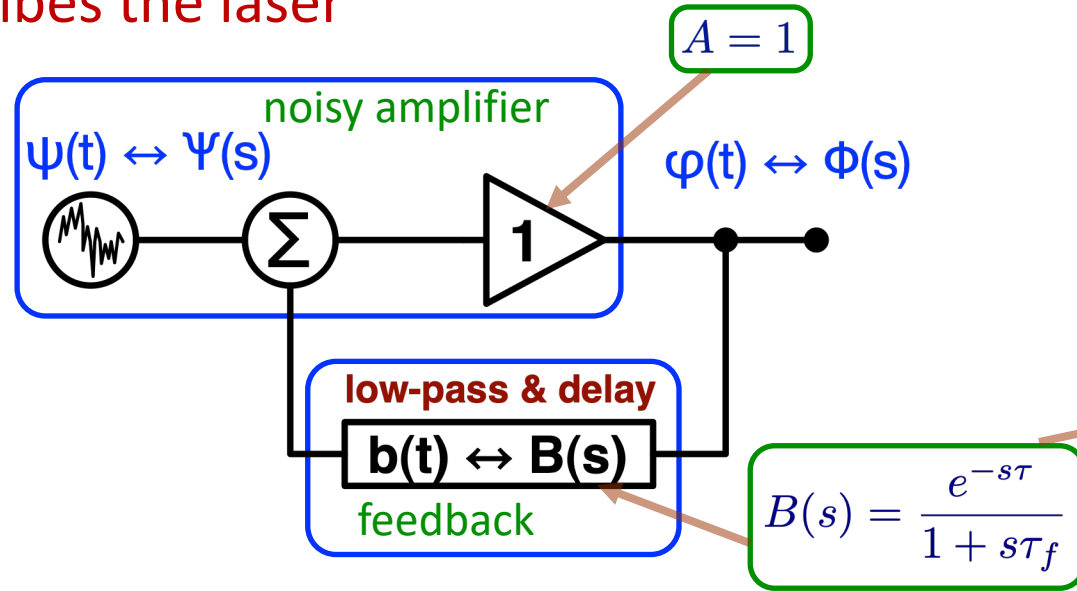 ibes the laser
A = 1
noisy amplifier
ψ(t) ↔ Ψ(s)
φ(t) ↔ Φ(s)
Σ
1
low-pass & delay
b(t) ↔ B(s)
feedback
B(s) = e^{-sτ} / (1 + sτ_f)